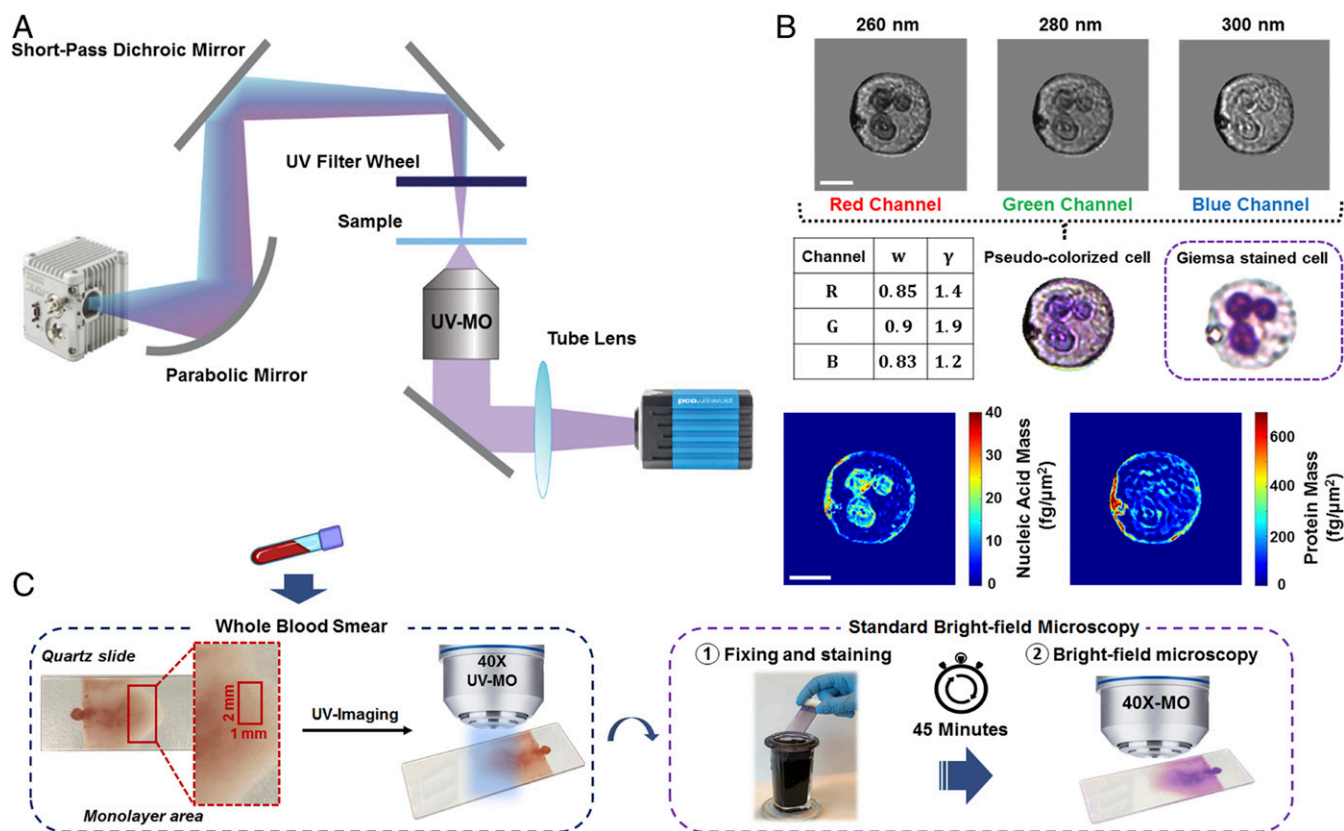 A
Short-Pass Dichroic Mirror
UV Filter Wheel
Sample
UV-MO
Tube Lens
Parabolic Mirror
pco.ultraviolet
B
260 nm 280 nm 300 nm
Red Channel Green Channel Blue Channel
Channel w γ
R 0.85 1.4
G 0.9 1.9
B 0.83 1.2
Pseudo-colorized cell
Giemsa stained cell
40
30
20
10
0
Nucleic Acid Mass
(fg/μm²)
600
400
200
0
Protein Mass
(fg/μm²)
C
Whole Blood Smear
Quartz slide
2 mm
1 mm
Monolayer area
UV-Imaging
40X
UV-MO
Standard Bright-field Microscopy
1 Fixing and staining
45 Minutes
2 Bright-field microscopy
40X-MO